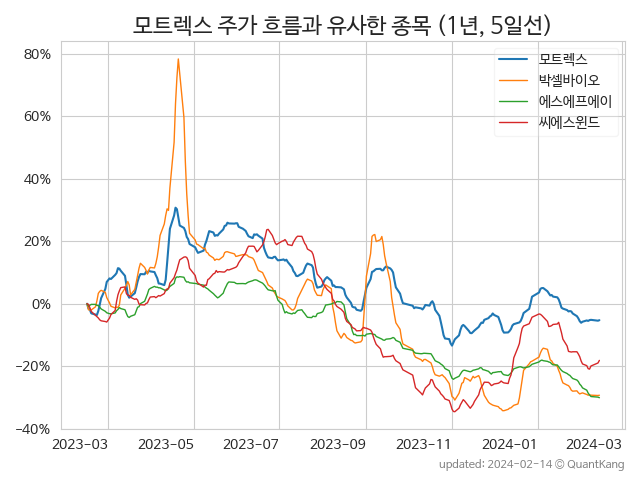 모트렉스 주가 흐름과 유사한 종목 (1년, 5일선)
모트렉스
박셀바이오
에스에프에이
씨에스윈드
80%
60%
40%
20%
0%
−20%
−40%
2023-03 2023-05 2023-07 2023-09 2023-11 2024-01 2024-03
updated: 2024-02-14 © QuantKang